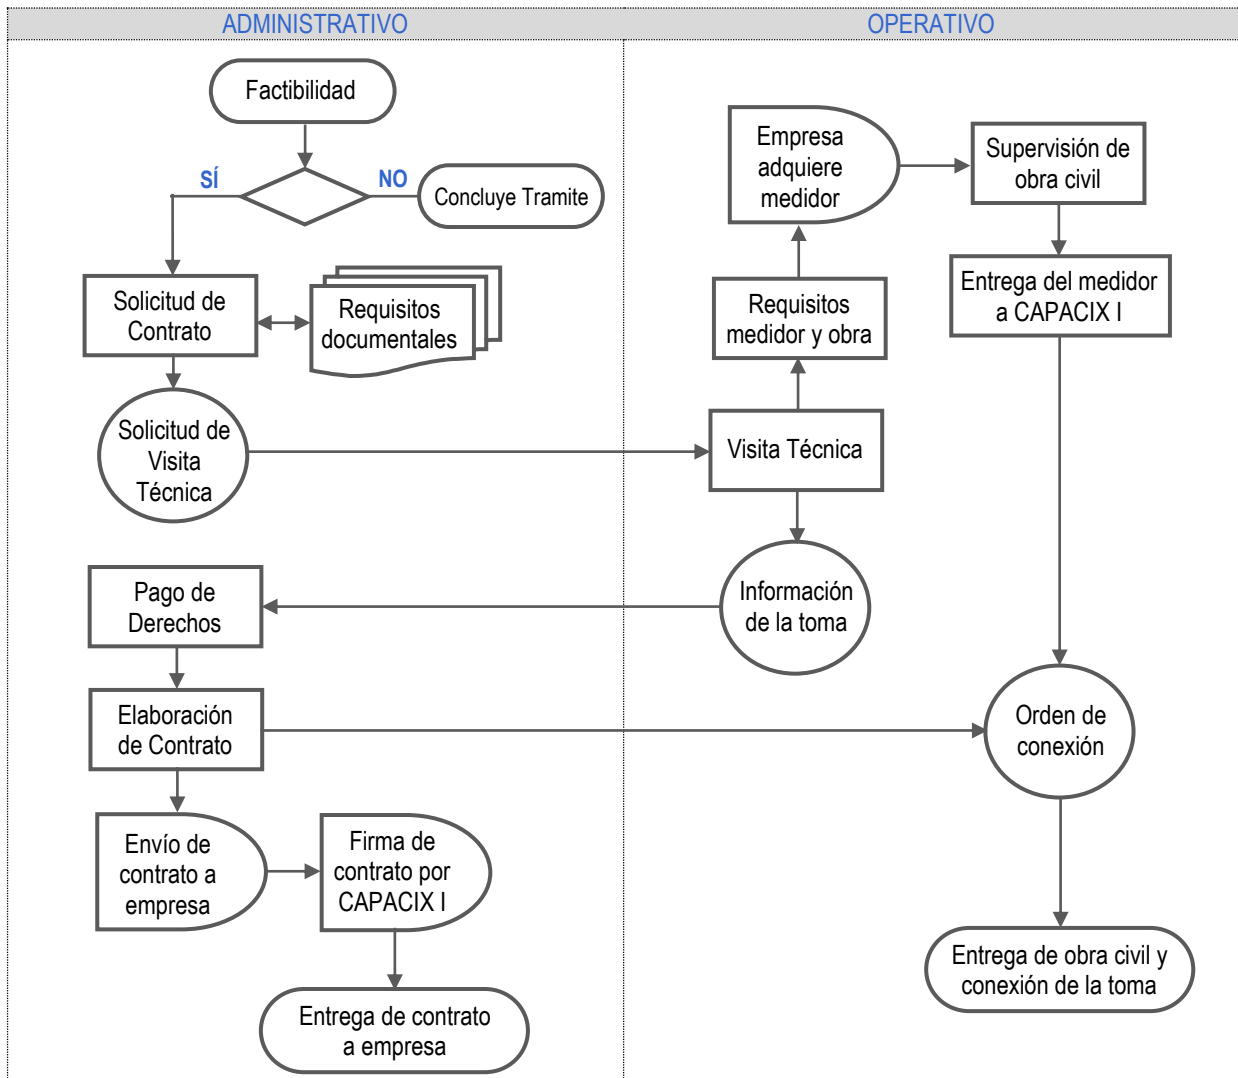 ADMINISTRATIVO
OPERATIVO
Factibilidad
SÍ
NO
Concluye Tramite
Solicitud de
Contrato
Requisitos
documentales
Solicitud de
Visita
Técnica
Pago de
Derechos
Elaboración
de Contrato
Envío de
contrato a
empresa
Firma de
contrato por
CAPACIX I
Entrega de contrato
a empresa
Empresa
adquiere
medidor
Supervisión de
obra civil
Requisitos
medidor y obra
Entrega del medidor
a CAPACIX I
Visita Técnica
Información
de la toma
Orden de
conexión
Entrega de obra civil y
conexión de la toma